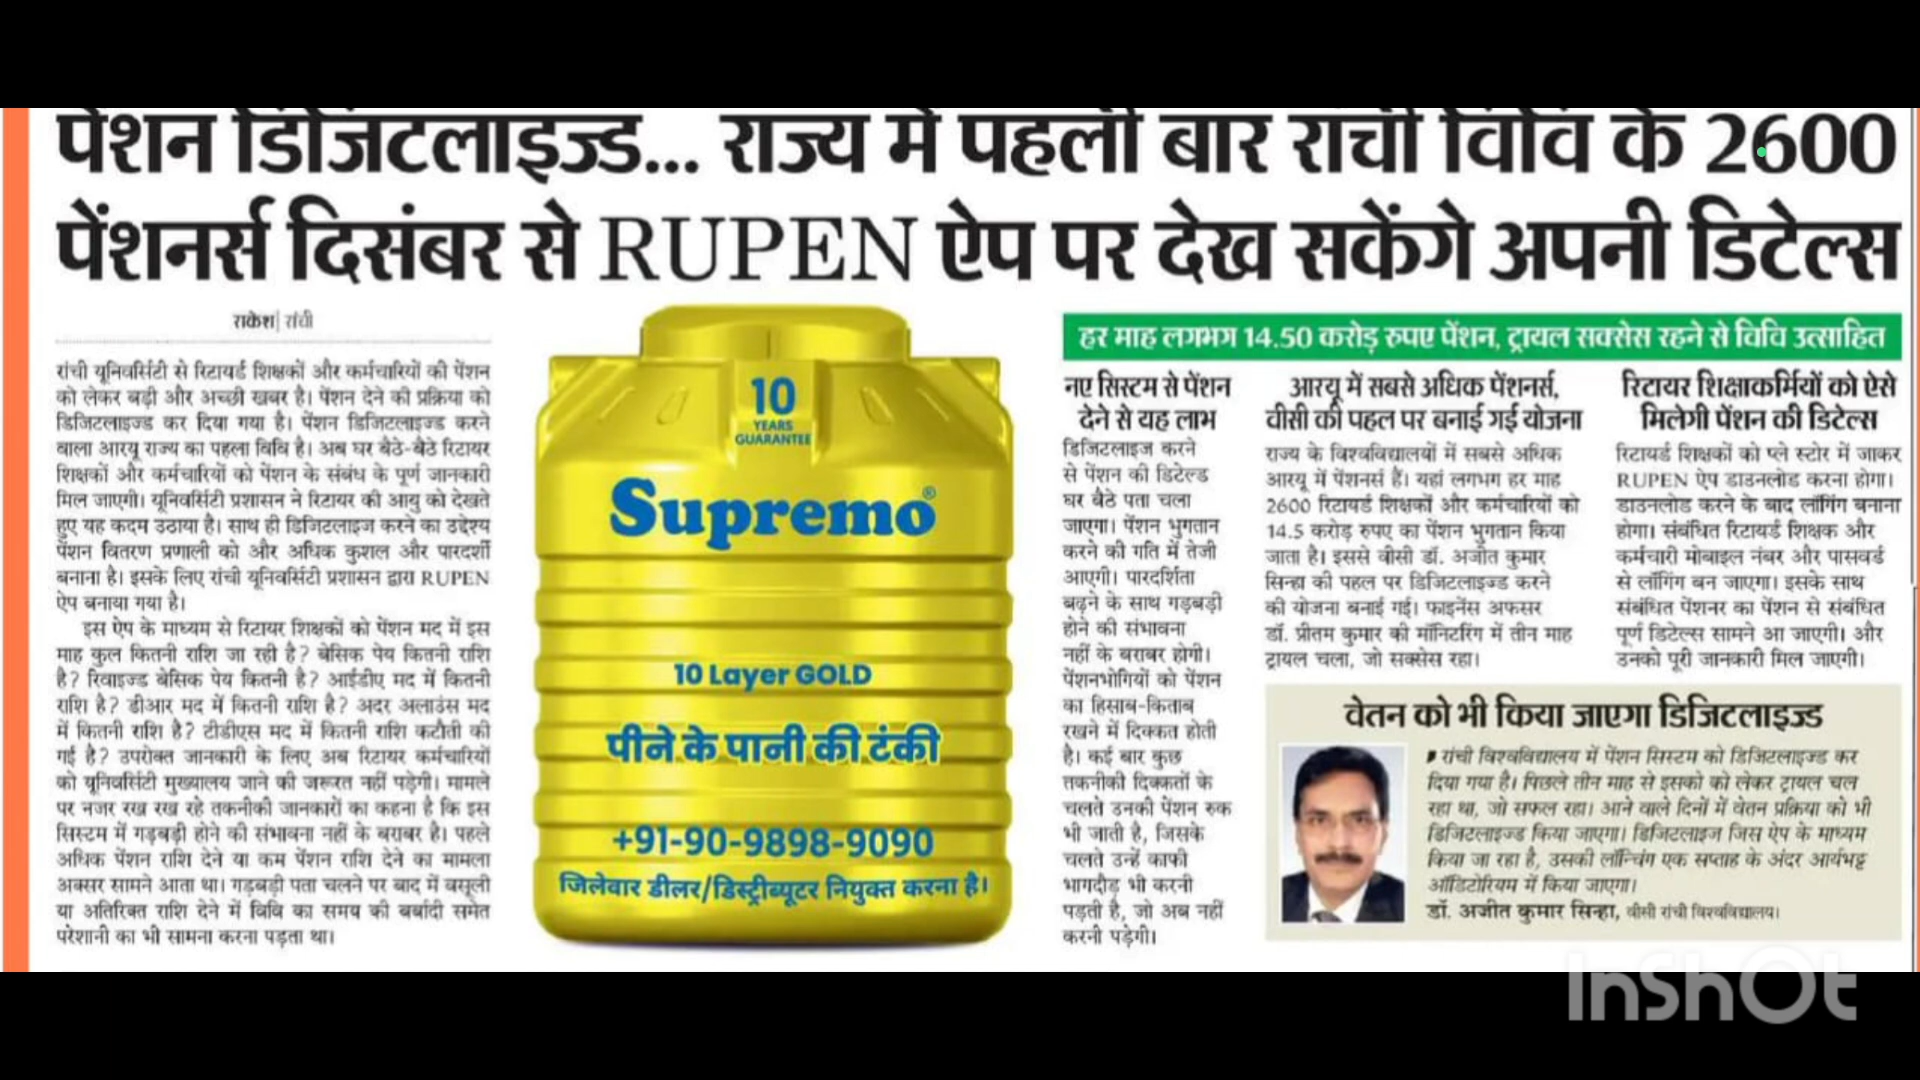 पेंशन डिजिटलाइज्ड... राज्य में पहली बार रांची विवि के 2600
पेंशनर्स दिसंबर से RUPEN ऐप पर देख सकेंगे अपनी डिटेल्स
राकेश| रांची
रांची यूनिवर्सिटी से रिटायर्ड शिक्षकों और कर्मचारियों की पेंशन
को लेकर बड़ी और अच्छी खबर है। पेंशन देने की प्रक्रिया को
डिजिटलाइज्ड कर दिया गया है। पेंशन डिजिटलाइज्ड करने
वाला आरयू राज्य का पहला विवि है। अब घर बैठे-बैठे रिटायर
शिक्षकों और कर्मचारियों को पेंशन के संबंध के पूर्ण जानकारी
मिल जाएगी। यूनिवर्सिटी प्रशासन ने रिटायर की आयु को देखते
हुए यह कदम उठाया है। साथ ही डिजिटलाइज करने का उद्देश्य
पेंशन वितरण प्रणाली को और अधिक कुशल और पारदर्शी
बनाना है। इसके लिए रांची यूनिवर्सिटी प्रशासन द्वारा RUPEN
ऐप बनाया गया है।
इस ऐप के माध्यम से रिटायर शिक्षकों को पेंशन मद में इस
माह कुल कितनी राशि जा रही है? बेसिक पेय कितनी राशि
है? रिवाइज्ड बेसिक पेय कितनी है? आईडीए मद में कितनी
राशि है? डीआर मद में कितनी राशि है? अदर अलाउंस मद
में कितनी राशि है? टीडीएस मद में कितनी राशि कटौती की
गई है? उपरोक्त जानकारी के लिए अब रिटायर कर्मचारियों
को यूनिवर्सिटी मुख्यालय जाने की जरूरत नहीं पड़ेगी। मामले
पर नजर रख रख रहे तकनीकी जानकारों का कहना है कि इस
सिस्टम में गड़बड़ी होने की संभावना नहीं के बराबर है। पहले
अधिक पेंशन राशि देने या कम पेंशन राशि देने का मामला
अक्सर सामने आता था। गड़बड़ी पता चलने पर बाद में वसूली
या अतिरिक्त राशि देने में विवि का समय की बर्बादी समेत
परेशानी का भी सामना करना पड़ता था।
10
YEARS
GUARANTEE
Supremo®
10 Layer GOLD
पीने के पानी की टंकी
+91-90-9898-9090
जिलेवार डीलर/डिस्ट्रीब्यूटर नियुक्त करना है।
हर माह लगभग 14.50 करोड़ रुपए पेंशन, ट्रायल सक्सेस रहने से विवि उत्साहित
नए सिस्टम से पेंशन
देने से यह लाभ
डिजिटलाइज करने
से पेंशन की डिटेल्ड
घर बैठे पता चला
जाएगा। पेंशन भुगतान
करने की गति में तेजी
आएगी। पारदर्शिता
बढ़ने के साथ गड़बड़ी
होने की संभावना
नहीं के बराबर होगी।
पेंशनभोगियों को पेंशन
का हिसाब-किताब
रखने में दिक्कत होती
है। कई बार कुछ
तकनीकी दिक्कतों के
चलते उनकी पेंशन रुक
भी जाती है, जिसके
चलते उन्हें काफी
भागदौड़ भी करनी
पड़ती है, जो अब नहीं
करनी पड़ेगी।
आरयू में सबसे अधिक पेंशनर्स,
वीसी की पहल पर बनाई गई योजना
राज्य के विश्वविद्यालयों में सबसे अधिक
आरयू में पेंशनर्स हैं। यहां लगभग हर माह
2600 रिटायर्ड शिक्षकों और कर्मचारियों को
14.5 करोड़ रुपए का पेंशन भुगतान किया
जाता है। इससे वीसी डॉ. अजीत कुमार
सिन्हा की पहल पर डिजिटलाइज्ड करने
की योजना बनाई गई। फाइनेंस अफसर
डॉ. प्रीतम कुमार की मॉनिटरिंग में तीन माह
ट्रायल चला, जो सक्सेस रहा।
रिटायर शिक्षाकर्मियों को ऐसे
मिलेगी पेंशन की डिटेल्स
रिटायर्ड शिक्षकों को प्ले स्टोर में जाकर
RUPEN ऐप डाउनलोड करना होगा।
डाउनलोड करने के बाद लॉगिंग बनाना
होगा। संबंधित रिटायर्ड शिक्षक और
कर्मचारी मोबाइल नंबर और पासवर्ड
से लॉगिंग बन जाएगा। इसके साथ
संबंधित पेंशनर का पेंशन से संबंधित
पूर्ण डिटेल्स सामने आ जाएगी। और
उनको पूरी जानकारी मिल जाएगी।
वेतन को भी किया जाएगा डिजिटलाइज्ड
रांची विश्वविद्यालय में पेंशन सिस्टम को डिजिटलाइज्ड कर
दिया गया है। पिछले तीन माह से इसको को लेकर ट्रायल चल
रहा था, जो सफल रहा। आने वाले दिनों में वेतन प्रक्रिया को भी
डिजिटलाइज्ड किया जाएगा। डिजिटलाइज जिस ऐप के माध्यम
किया जा रहा है, उसकी लॉन्चिंग एक सप्ताह के अंदर आर्यभट्ट
ऑडिटोरियम में किया जाएगा।
डॉ. अजीत कुमार सिन्हा, वीसी रांची विश्वविद्यालय।
InShOt